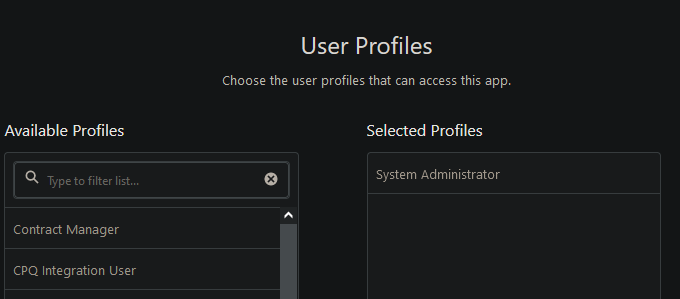 User Profiles
Choose the user profiles that can access this app.
Available Profiles
Selected Profiles
Type to filter list...
System Administrator
Contract Manager
CPQ Integration User